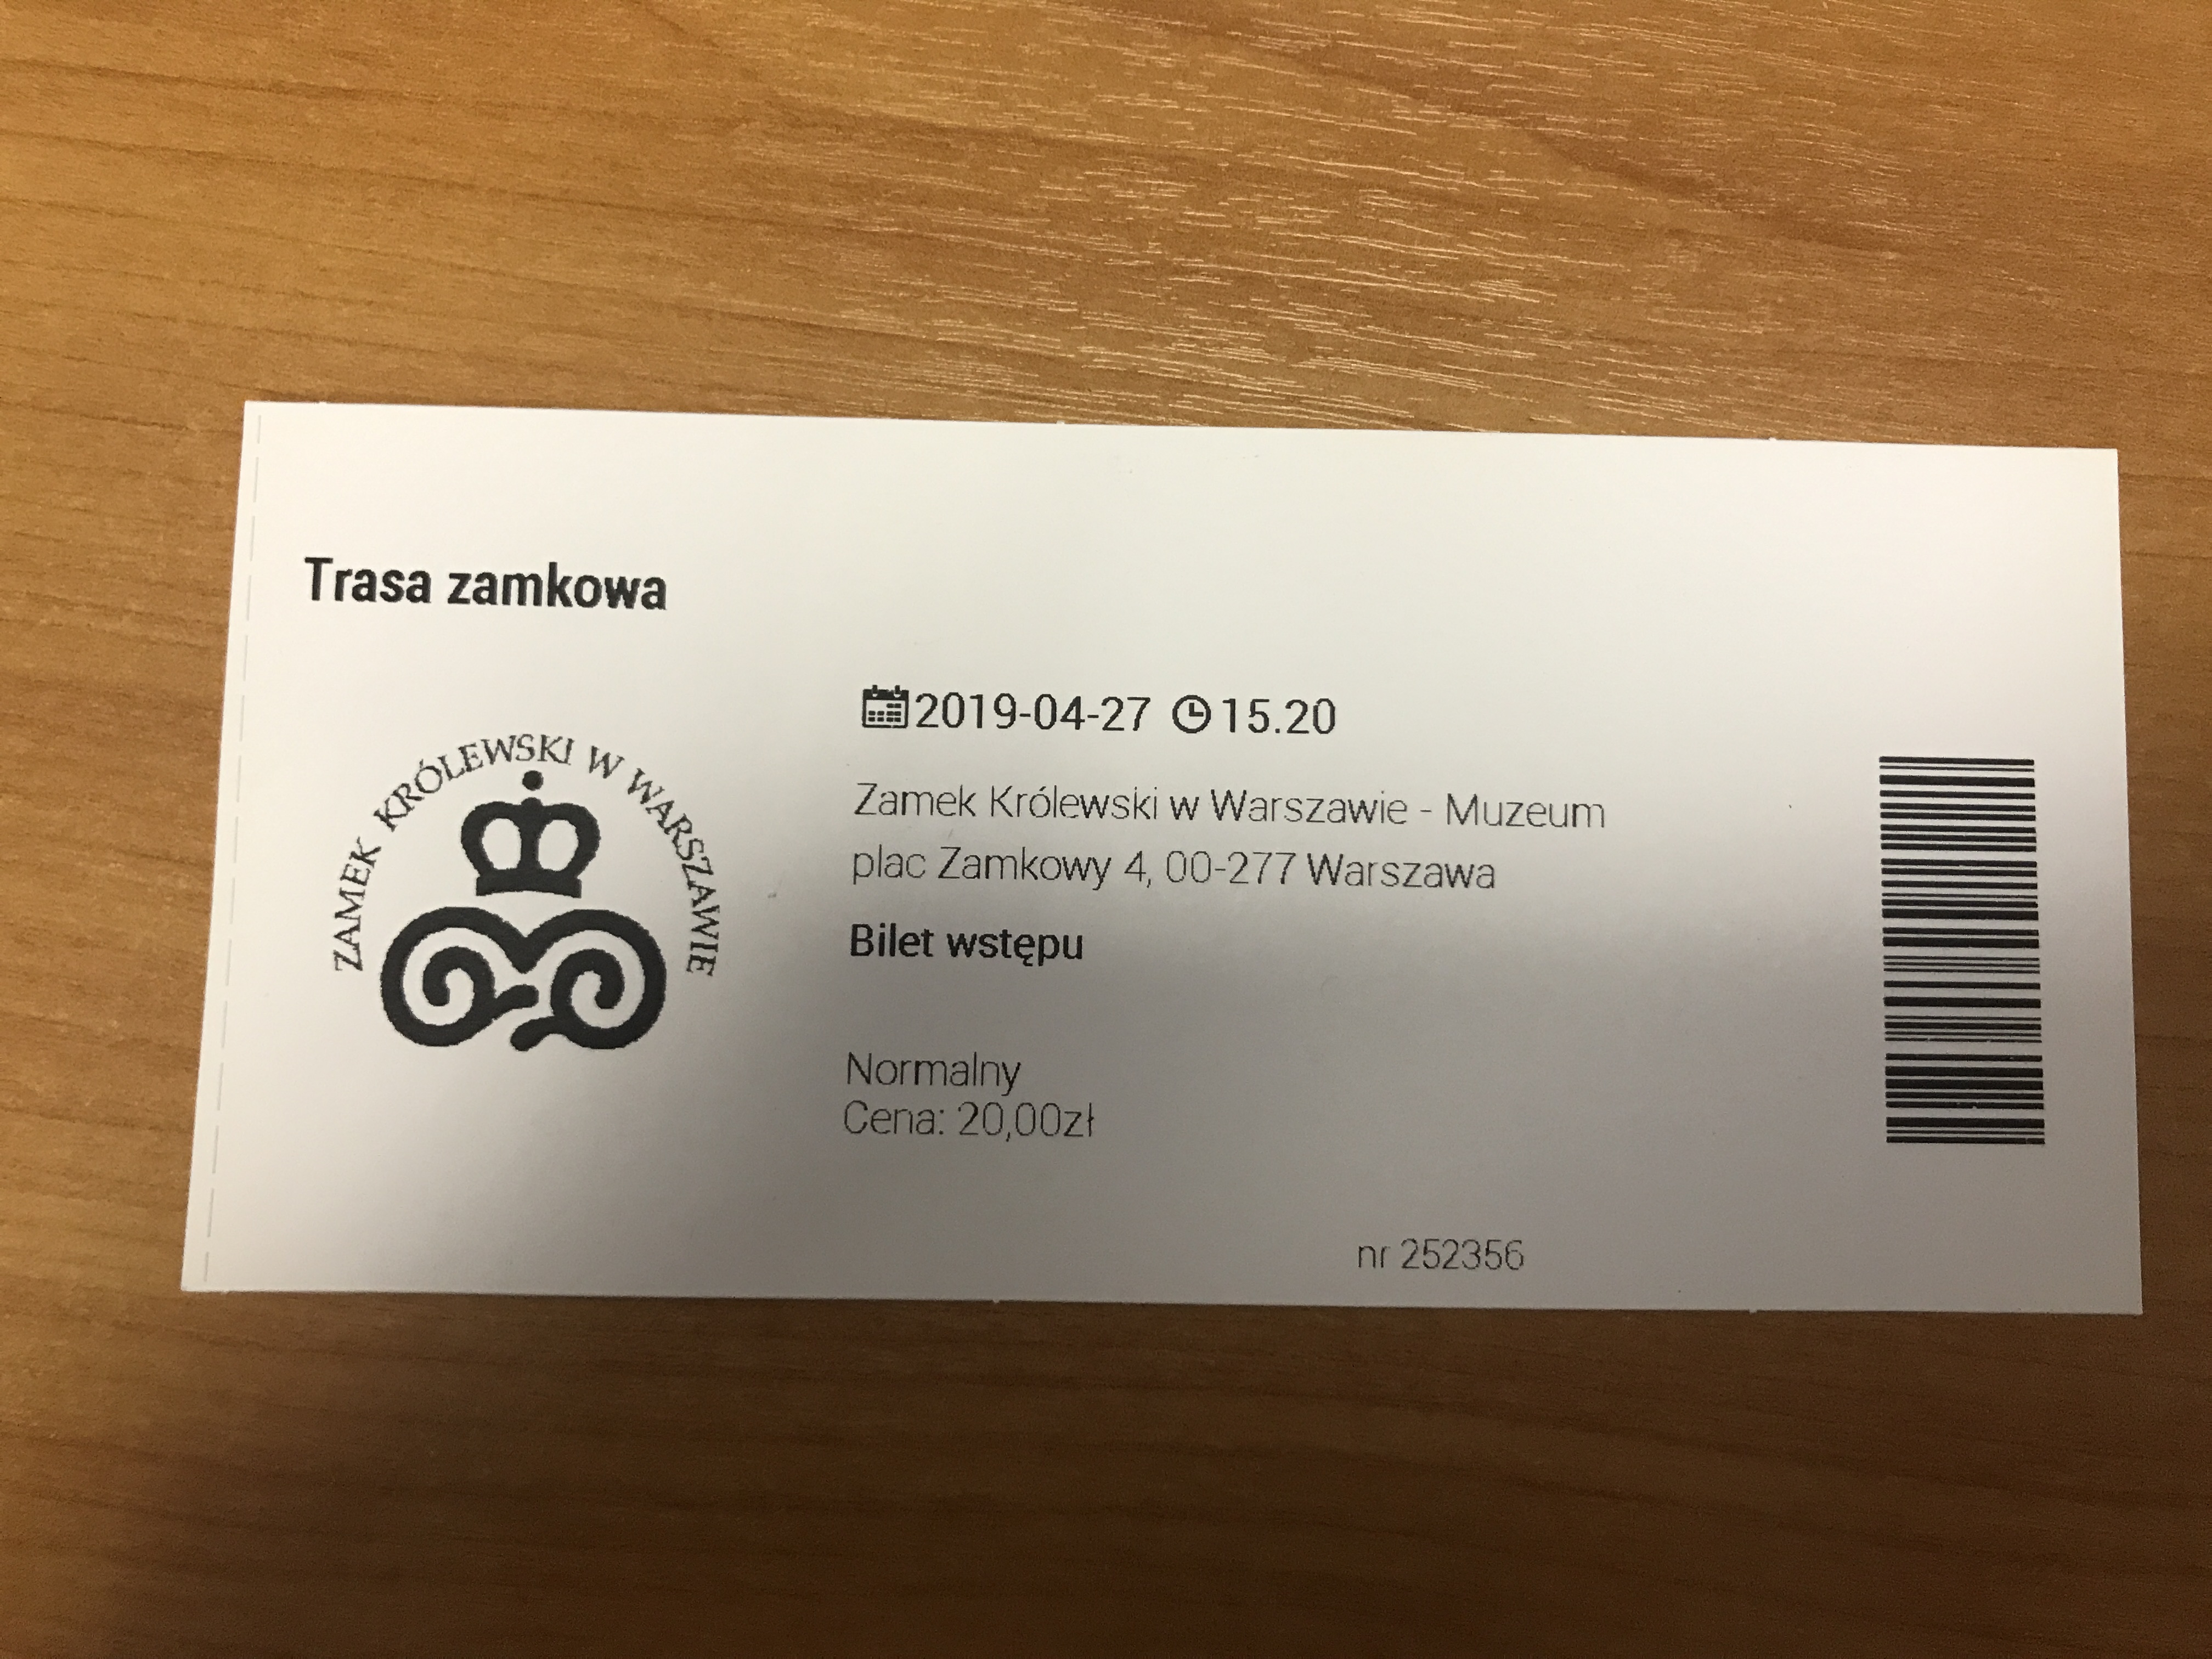 Trasa zamkowa
2019-04-27 15.20
ZAMEK KRÓLEWSKI W WARSZAWIE
Zamek Królewski w Warszawie - Muzeum
plac Zamkowy 4, 00-277 Warszawa
Bilet wstępu
Normalny
Cena: 20,00zł
nr 252356